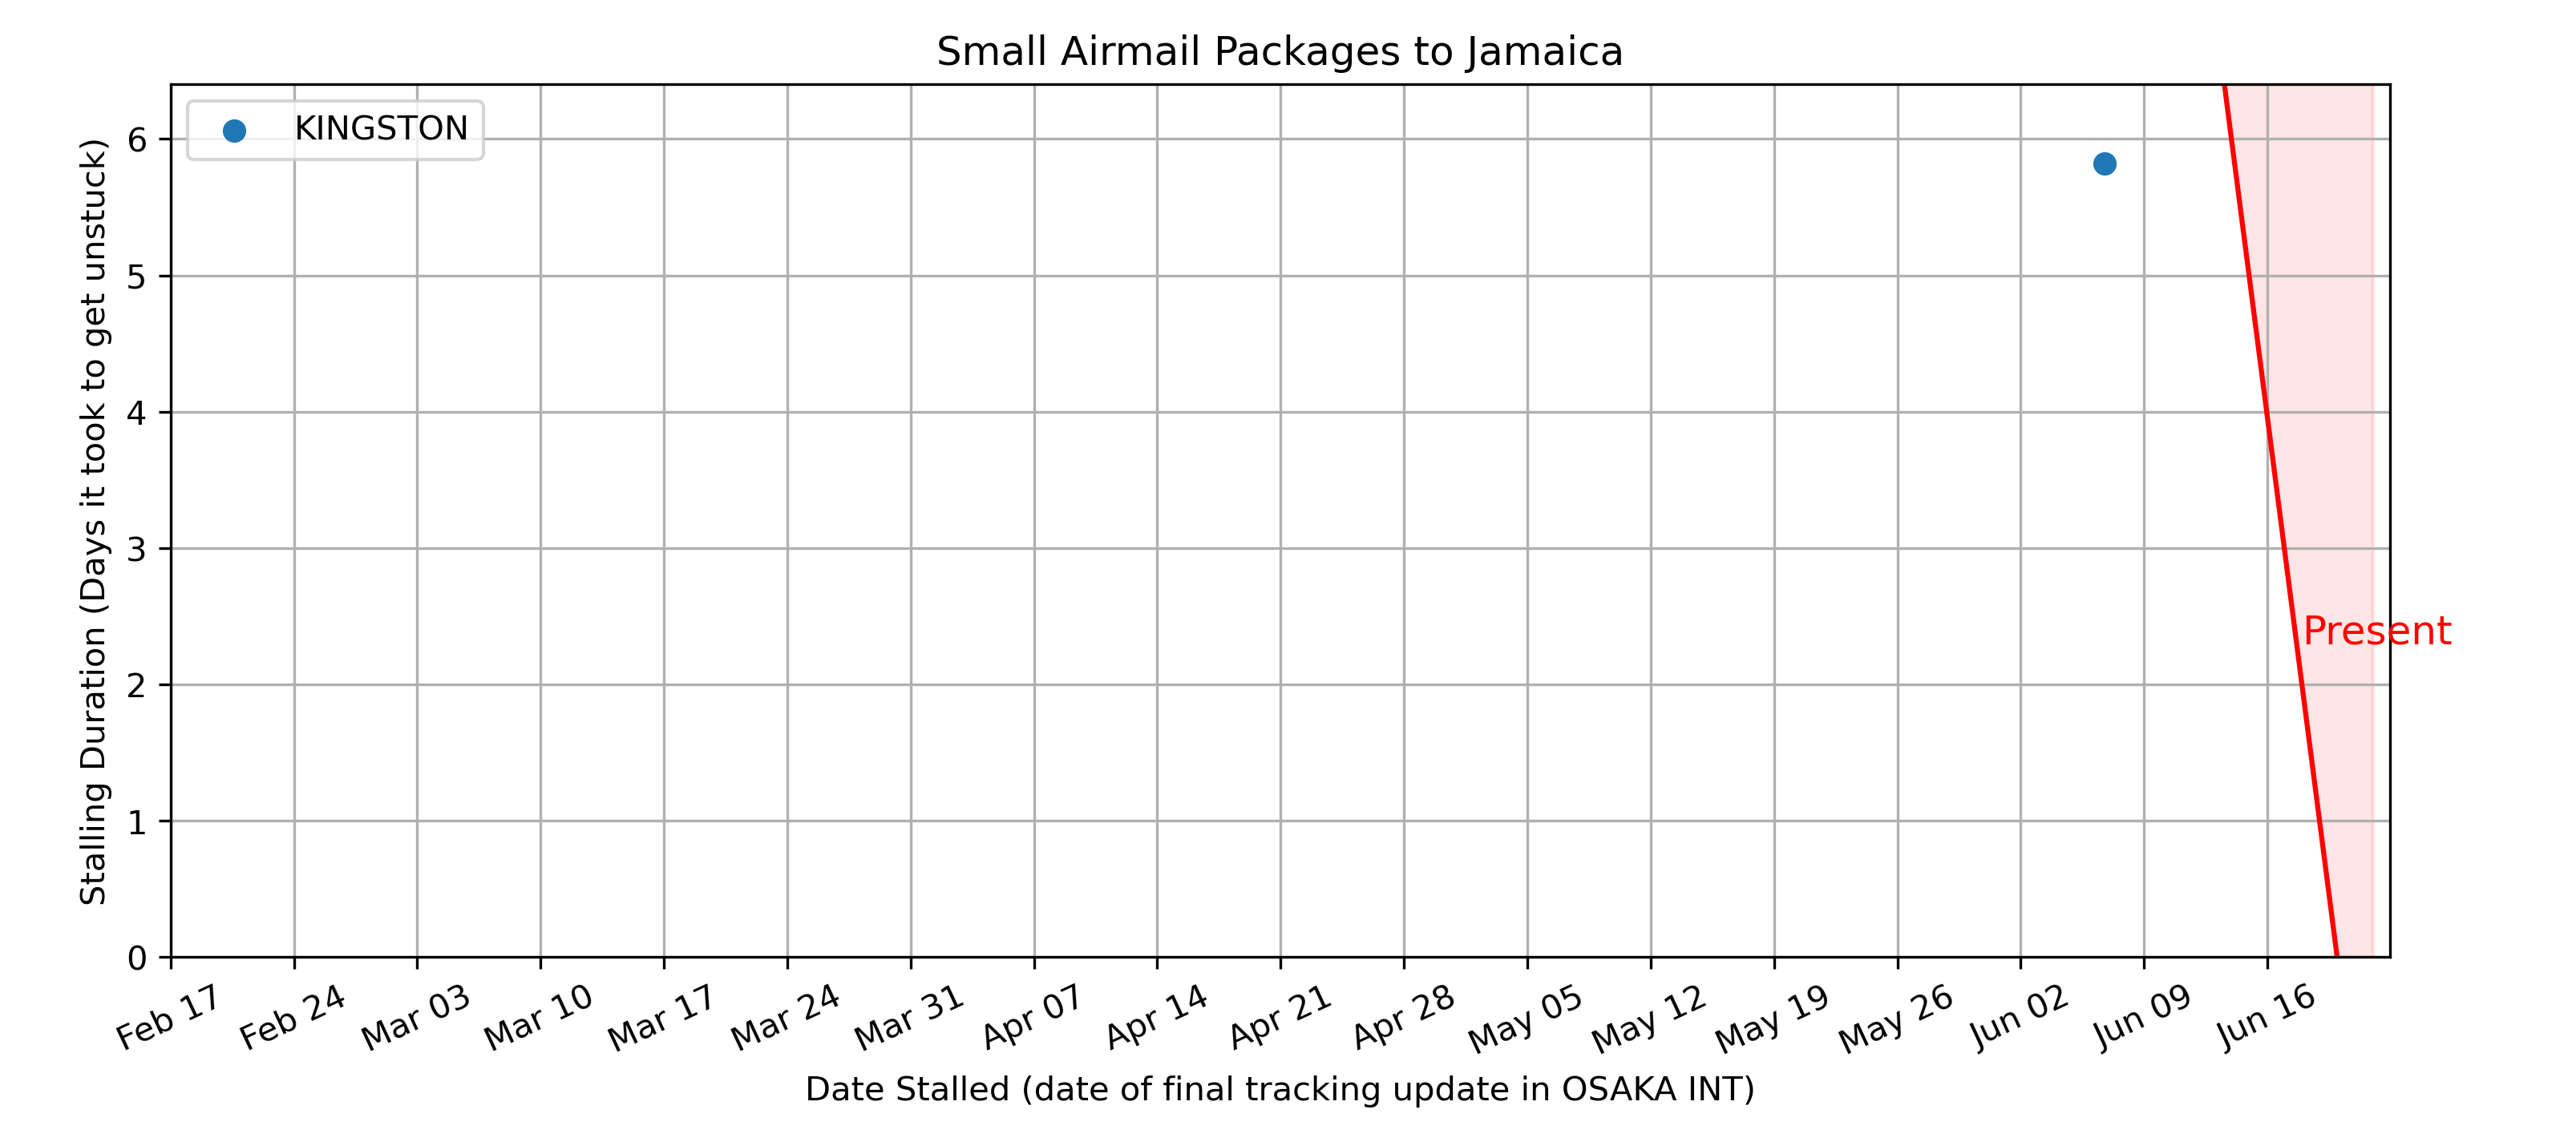 Small Airmail Packages to Jamaica
KINGSTON
Stalling Duration (Days it took to get unstuck)
6
5
4
3
2
1
0
Present
Feb 17
Feb 24
Mar 03
Mar 10
Mar 17
Mar 24
Mar 31
Apr 07
Apr 14
Apr 21
Apr 28
May 05
May 12
May 19
May 26
Jun 02
Jun 09
Jun 16
Date Stalled (date of final tracking update in OSAKA INT)